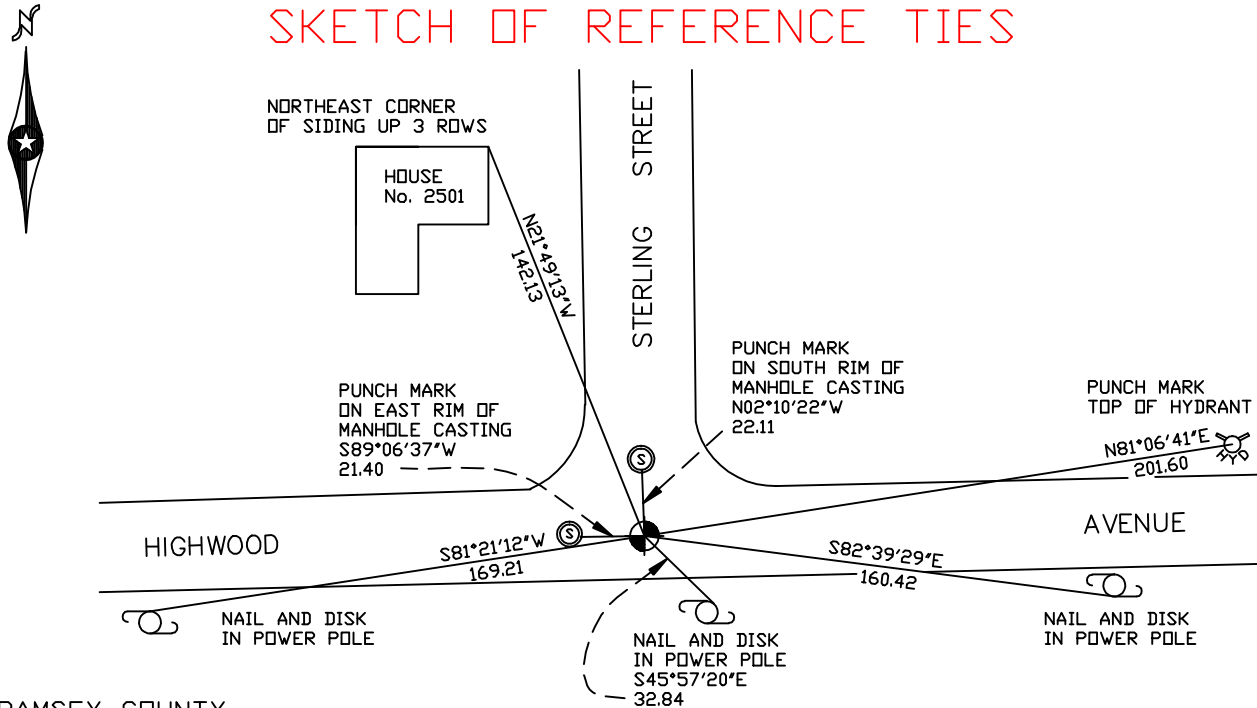 N
SKETCH OF REFERENCE TIES
NORTHEAST CORNER
OF SIDING UP 3 ROWS
HOUSE
No. 2501
N21°49'13"W
142.13
STERLING STREET
PUNCH MARK
ON SOUTH RIM OF
MANHOLE CASTING
N02°10'22"W
22.11
PUNCH MARK
ON EAST RIM OF
MANHOLE CASTING
S89°06'37"W
21.40
PUNCH MARK
TOP OF HYDRANT
N81°06'41"E
201.60
S
S
HIGHWOOD
AVENUE
S81°21'12"W
169.21
S82°39'29"E
160.42
NAIL AND DISK
IN POWER POLE
NAIL AND DISK
IN POWER POLE
S45°57'20"E
32.84
NAIL AND DISK
IN POWER POLE
RAMSEY COUNTY